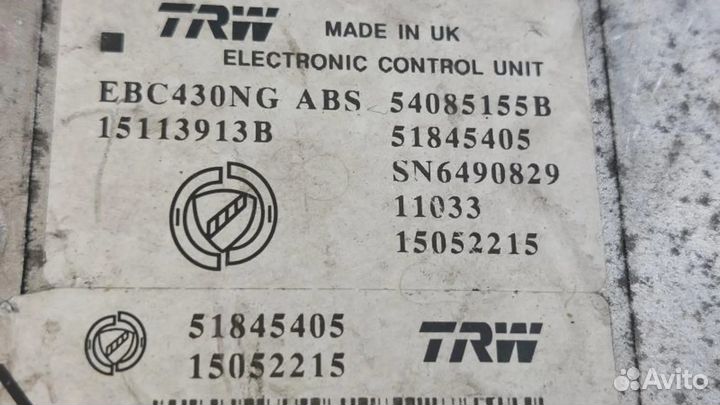 TRW MADE IN UK
ELECTRONIC CONTROL UNIT
EBC430NG ABS 54085155B
15113913B 51845405
SN6490829
11033
15052215
51845405 TRW
15052215
Avito